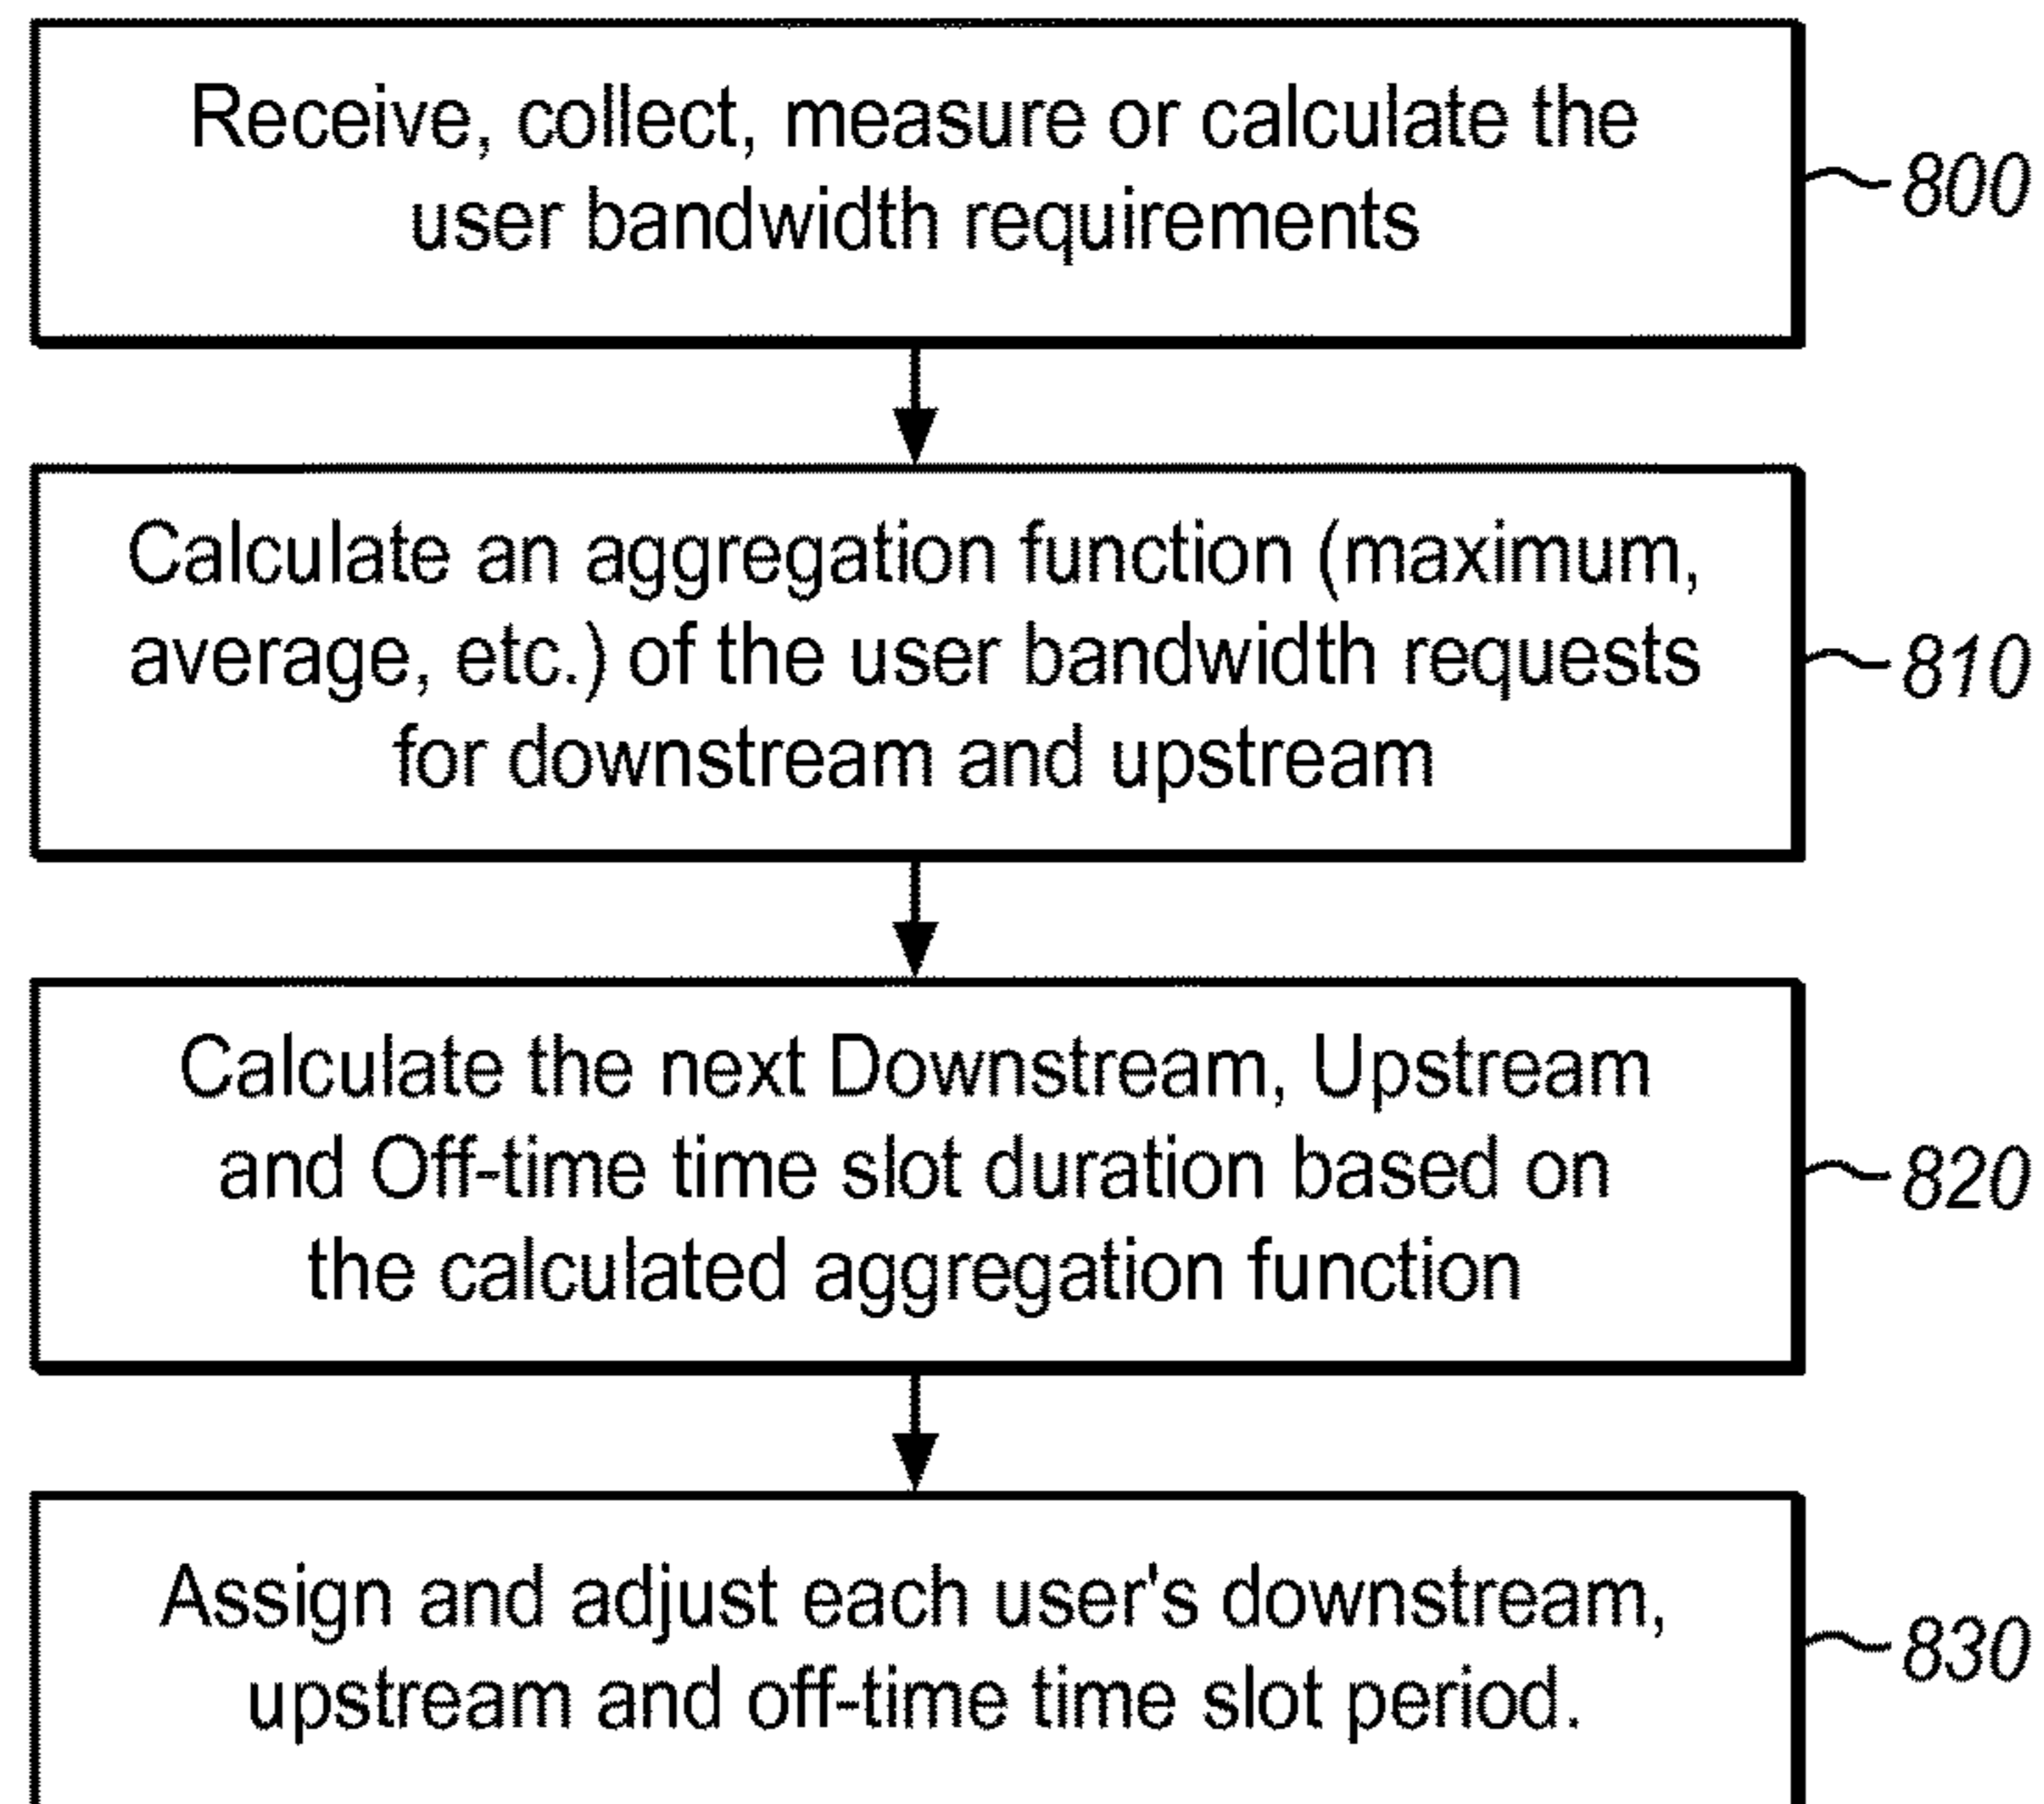 Receive, collect, measure or calculate the
user bandwidth requirements
800
Calculate an aggregation function (maximum,
average, etc.) of the user bandwidth requests
for downstream and upstream
810
Calculate the next Downstream, Upstream
and Off-time time slot duration based on
the calculated aggregation function
820
Assign and adjust each user's downstream,
upstream and off-time time slot period.
830